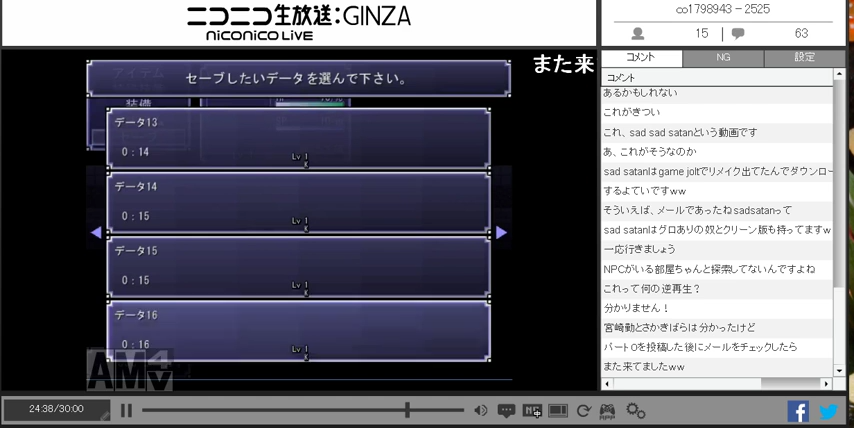 ニコニコ生放送:GINZA
niconico LIVE
co1798943 – 2525
15
63
コメント
NG
設定
コメント
あるかもしれない
これがきつい
これ、sad sad satanという動画です
あ、これがそうなのか
sad satanはgame joltでリメイク出てたんでダウンロー
するよていですww
そういえば、メールであったねsadsatanって
sad satanはグロありの奴とクリーン版も持ってますw
一応行きましょう
NPCがいる部屋ちゃんと探索してないんですよね
これって何の逆再生?
分かりません!
宮崎勤とさかきばらは分かったけど
パート0を投稿した後にメールをチェックしたら
また来てましたww
また来
セーブしたいデータを選んで下さい。
装備
データ13
0:14
Lv 1
データ14
0:15
Lv 1
データ15
0:15
Lv 1
データ16
0:16
Lv 1
AM4V
24:38/30:00